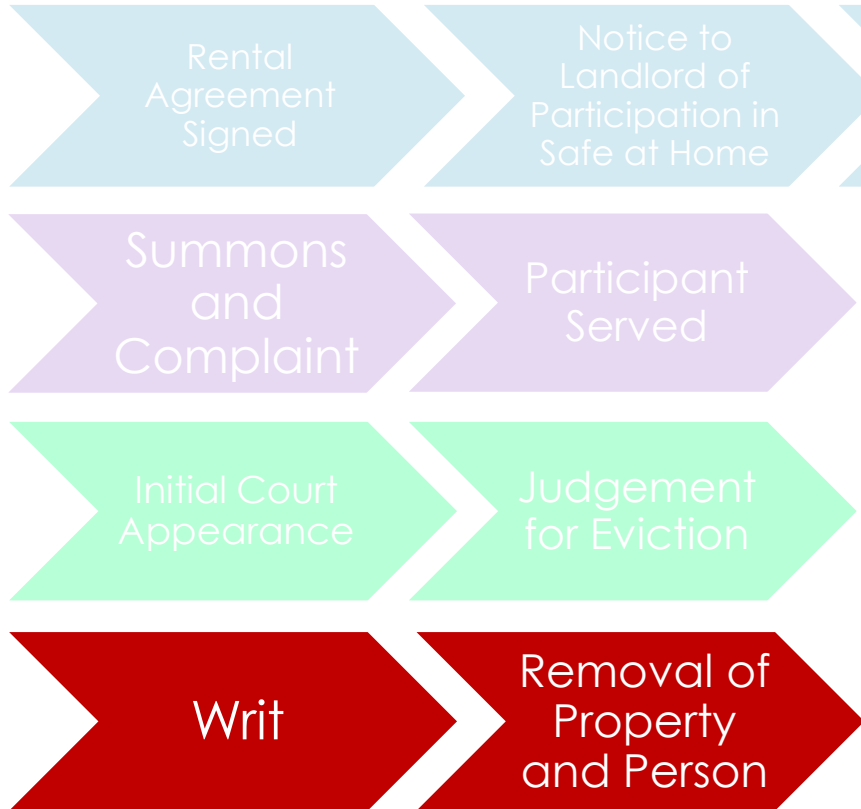 Rental
Agreement
Signed
Notice to
Landlord of
Participation in
Safe at Home
Summons
and
Complaint
Participant
Served
Initial Court
Appearance
Judgement
for Eviction
Writ
Removal of
Property
and Person